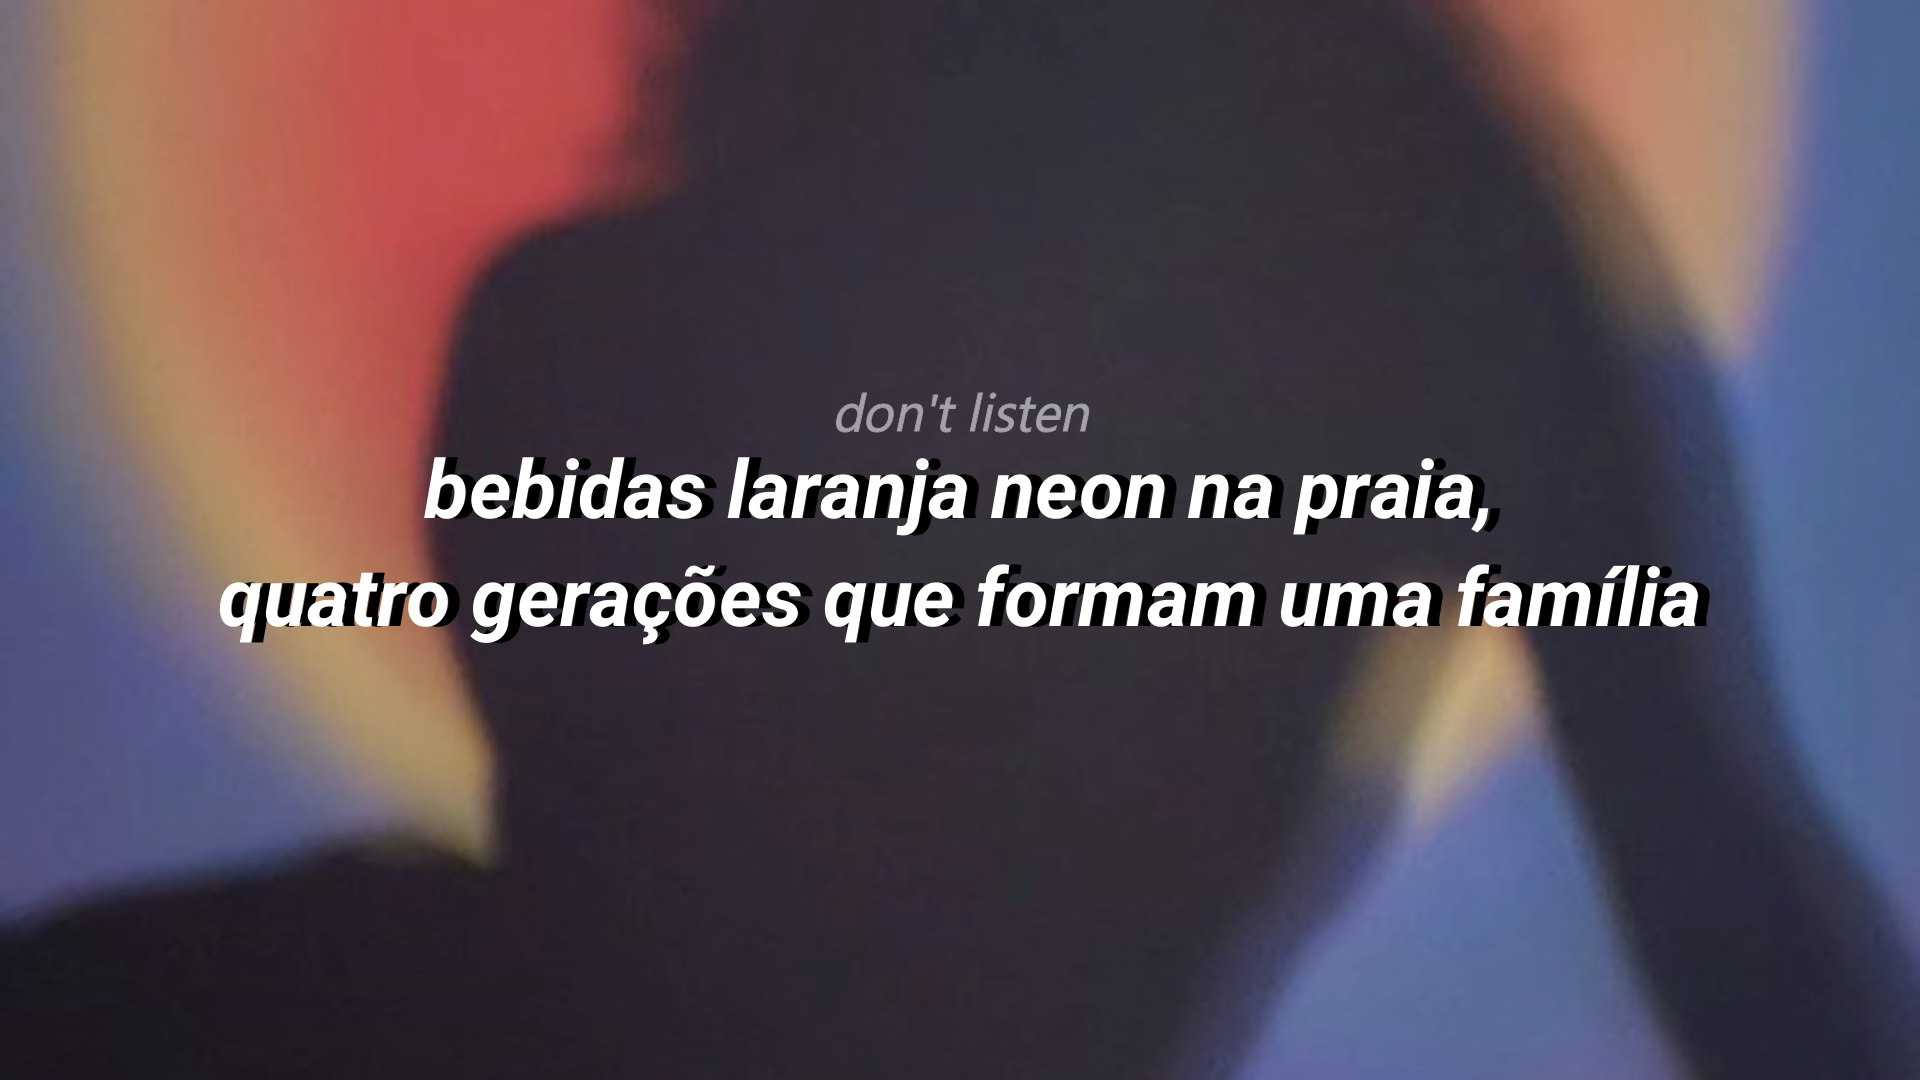 don't listen
bebidas laranja neon na praia,
quatro gerações que formam uma família